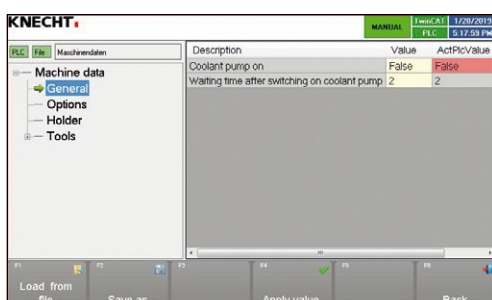 KNECHT
MANUAL
TwinCAT
1/28/2019
PLC
5:17:59 PM
PLC
File
Maschinendaten
Description
Value
ActPlcValue
Machine data
General
Options
Holder
Tools
Coolant pump on
False
False
Waiting time after switching on coolant pump
2
2
F1
F2
F3
F4
F5
F8
Load from
file
Save as
Apply value
Back